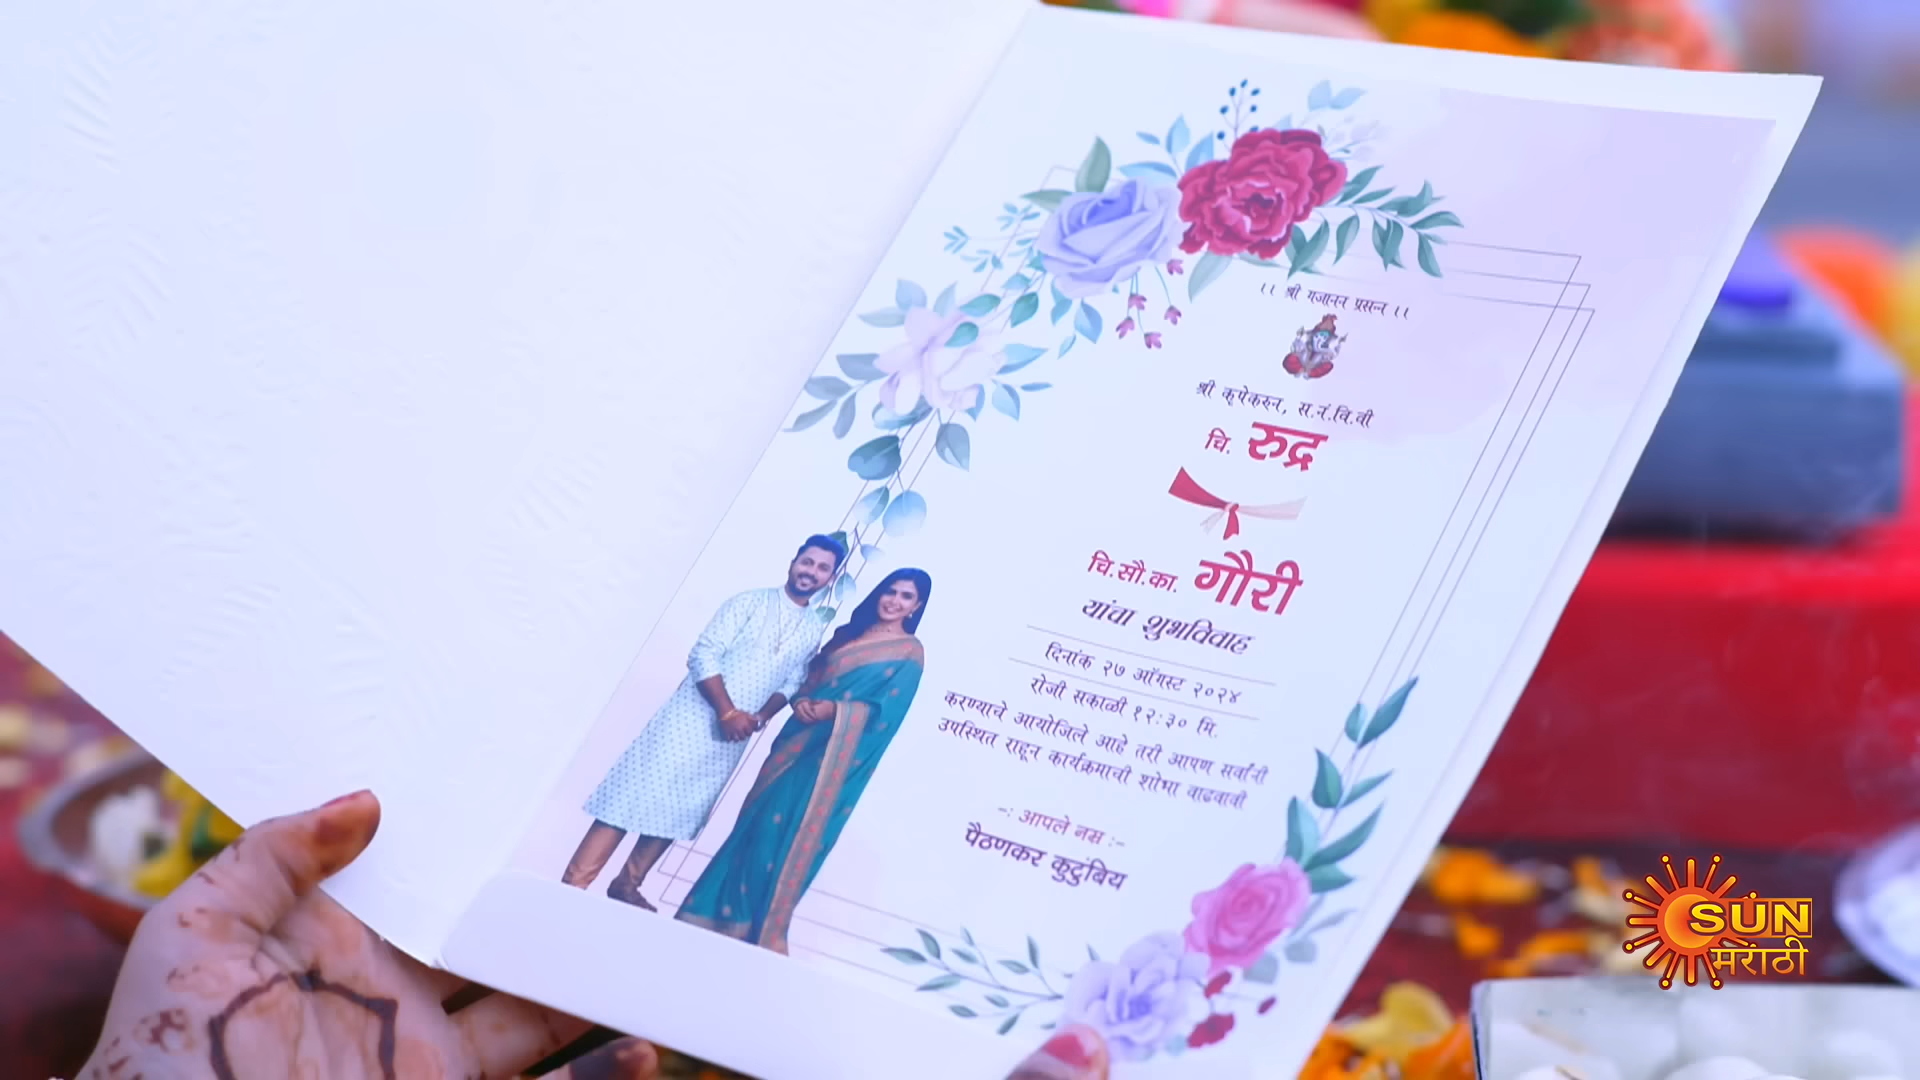 ।। श्री गजानन प्रसन्न ।।
श्री कृपेकरुन, स.नं.वि.वी
चि. रुद्र
चि.सौ.का. गौरी
यांचा शुभविवाह
दिनांक २७ ऑगस्ट २०२४
रोजी सकाळी १२:३० मि.
करण्याचे आयोजिले आहे तरी आपण सर्वांनी
उपस्थित राहून कार्यक्रमाची शोभा वाढवावी
-: आपले नम्र :-
पैठणकर कुटुंबिय
SUN
मराठी